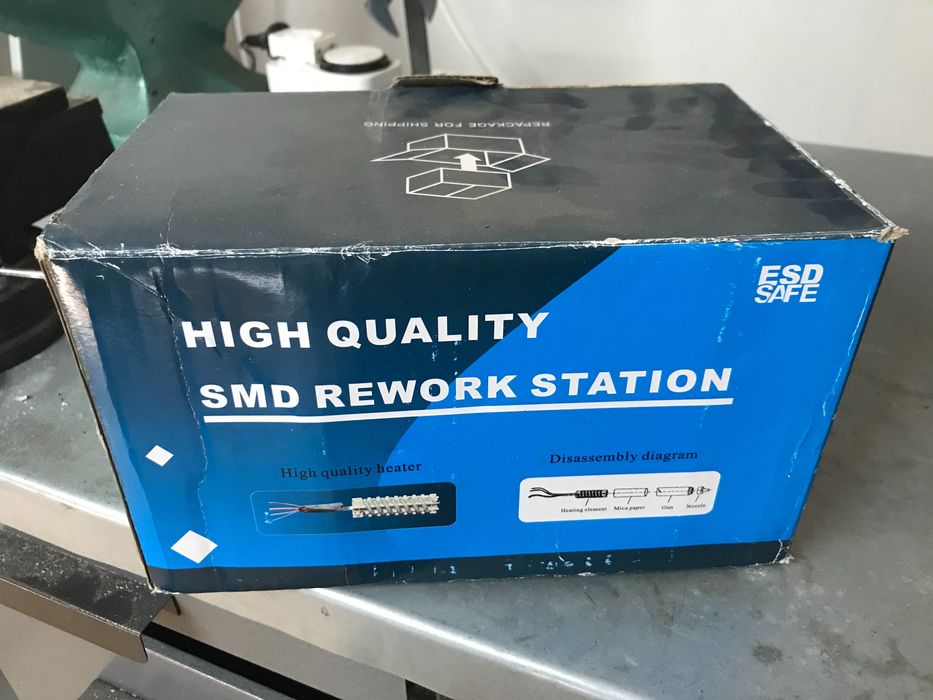 REPACKAGE FOR SHIPPING
ESD
SAFE
HIGH QUALITY
SMD REWORK STATION
High quality heater
Disassembly diagram
Heating element Mica paper Gun Nozzle